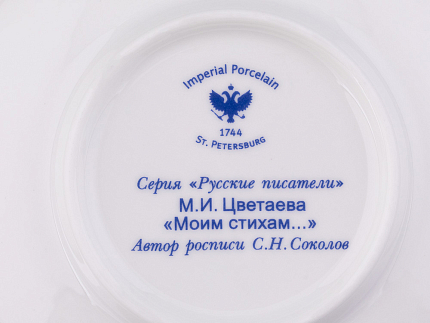 Imperial Porcelain
1744
St. Petersburg
Серия «Русские писатели»
М.И. Цветаева
«Моим стихам...»
Автор росписи С.Н. Соколов